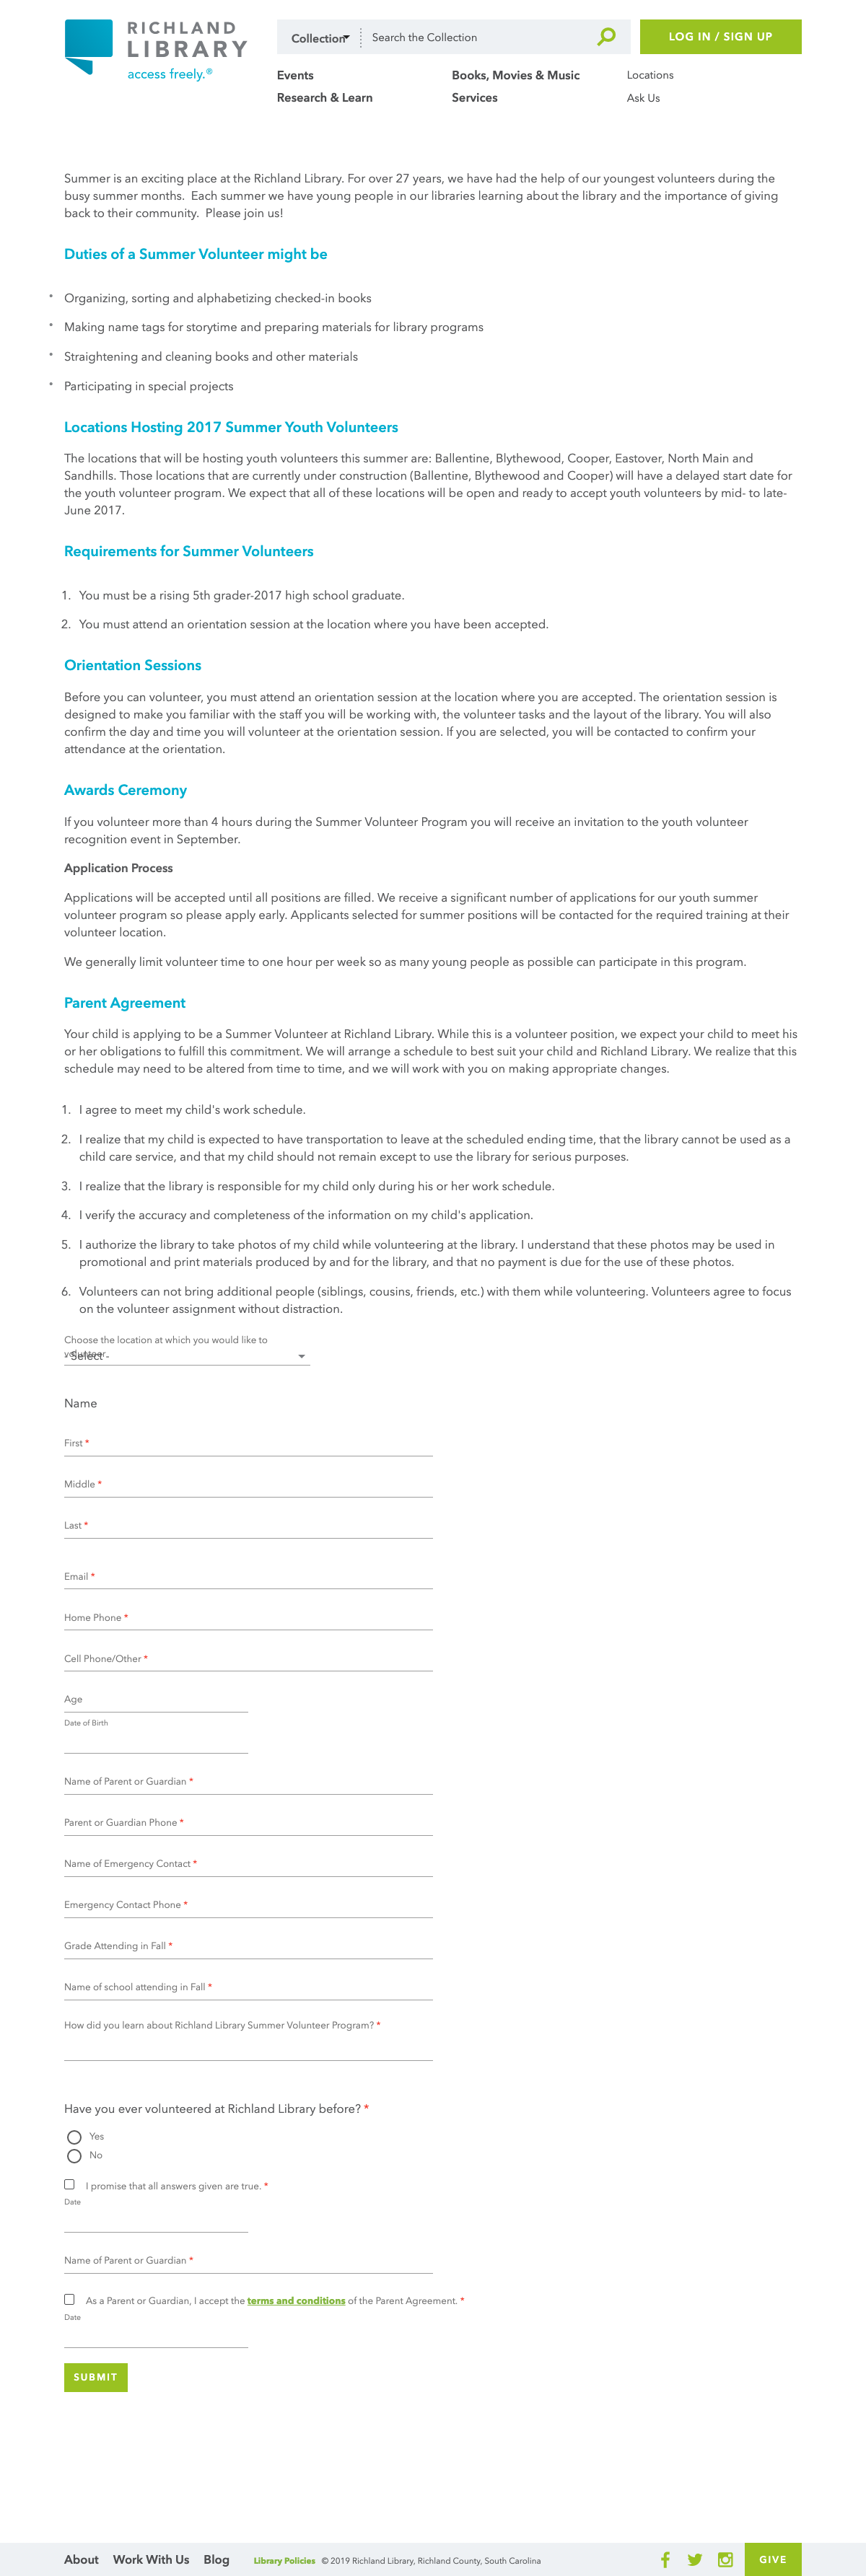 RICHLAND
LIBRARY
access freely.®
Collection
Search the Collection
LOG IN / SIGN UP
Events
Books, Movies & Music
Locations
Research & Learn
Services
Ask Us
Summer is an exciting place at the Richland Library. For over 27 years, we have had the help of our youngest volunteers during the
busy summer months.  Each summer we have young people in our libraries learning about the library and the importance of giving
back to their community.  Please join us!
Duties of a Summer Volunteer might be
* Organizing, sorting and alphabetizing checked-in books
* Making name tags for storytime and preparing materials for library programs
* Straightening and cleaning books and other materials
* Participating in special projects
Locations Hosting 2017 Summer Youth Volunteers
The locations that will be hosting youth volunteers this summer are: Ballentine, Blythewood, Cooper, Eastover, North Main and
Sandhills. Those locations that are currently under construction (Ballentine, Blythewood and Cooper) will have a delayed start date for
the youth volunteer program. We expect that all of these locations will be open and ready to accept youth volunteers by mid- to late-
June 2017.
Requirements for Summer Volunteers
1. You must be a rising 5th grader-2017 high school graduate.
2. You must attend an orientation session at the location where you have been accepted.
Orientation Sessions
Before you can volunteer, you must attend an orientation session at the location where you are accepted. The orientation session is
designed to make you familiar with the staff you will be working with, the volunteer tasks and the layout of the library. You will also
confirm the day and time you will volunteer at the orientation session. If you are selected, you will be contacted to confirm your
attendance at the orientation.
Awards Ceremony
If you volunteer more than 4 hours during the Summer Volunteer Program you will receive an invitation to the youth volunteer
recognition event in September.
Application Process
Applications will be accepted until all positions are filled. We receive a significant number of applications for our youth summer
volunteer program so please apply early. Applicants selected for summer positions will be contacted for the required training at their
volunteer location.
We generally limit volunteer time to one hour per week so as many young people as possible can participate in this program.
Parent Agreement
Your child is applying to be a Summer Volunteer at Richland Library. While this is a volunteer position, we expect your child to meet his
or her obligations to fulfill this commitment. We will arrange a schedule to best suit your child and Richland Library. We realize that this
schedule may need to be altered from time to time, and we will work with you on making appropriate changes.
1. I agree to meet my child's work schedule.
2. I realize that my child is expected to have transportation to leave at the scheduled ending time, that the library cannot be used as a
child care service, and that my child should not remain except to use the library for serious purposes.
3. I realize that the library is responsible for my child only during his or her work schedule.
4. I verify the accuracy and completeness of the information on my child's application.
5. I authorize the library to take photos of my child while volunteering at the library. I understand that these photos may be used in
promotional and print materials produced by and for the library, and that no payment is due for the use of these photos.
6. Volunteers can not bring additional people (siblings, cousins, friends, etc.) with them while volunteering. Volunteers agree to focus
on the volunteer assignment without distraction.
Choose the location at which you would like to
volunteer
- Select -
Name
First *
Middle *
Last *
Email *
Home Phone *
Cell Phone/Other *
Age
Date of Birth
Name of Parent or Guardian *
Parent or Guardian Phone *
Name of Emergency Contact *
Emergency Contact Phone *
Grade Attending in Fall *
Name of school attending in Fall *
How did you learn about Richland Library Summer Volunteer Program? *
Have you ever volunteered at Richland Library before? *
Yes
No
I promise that all answers given are true. *
Date
Name of Parent or Guardian *
As a Parent or Guardian, I accept the terms and conditions of the Parent Agreement. *
Date
SUBMIT
About
Work With Us
Blog
Library Policies
© 2019 Richland Library, Richland County, South Carolina
GIVE